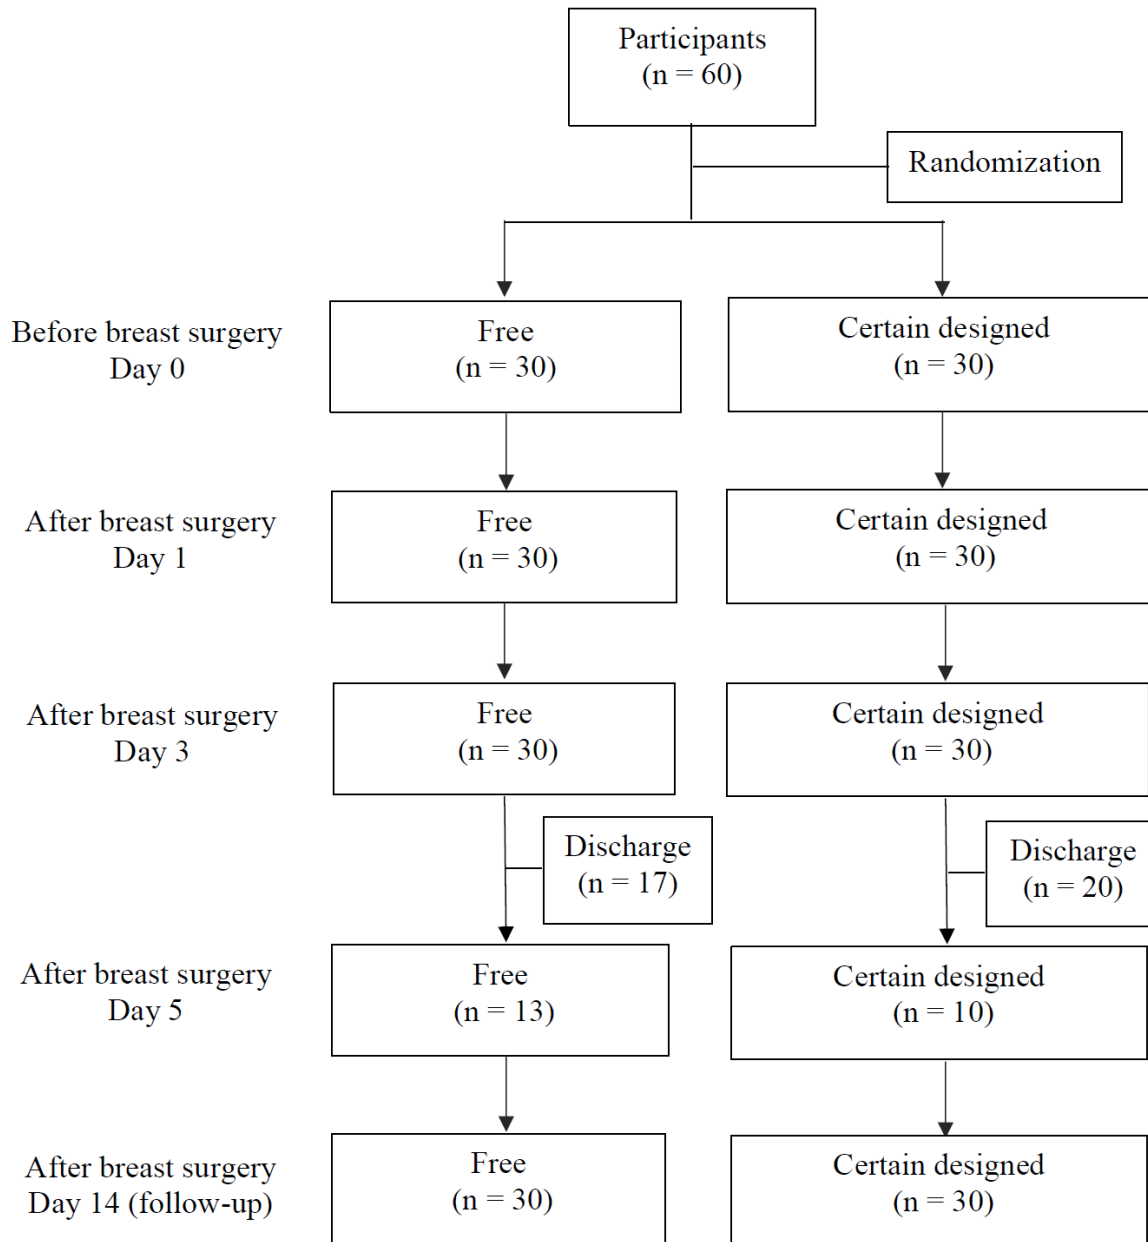 Participants
(n = 60)
Randomization
Before breast surgery
Day 0
Free
(n = 30)
Certain designed
(n = 30)
After breast surgery
Day 1
Free
(n = 30)
Certain designed
(n = 30)
After breast surgery
Day 3
Free
(n = 30)
Certain designed
(n = 30)
Discharge
(n = 17)
Discharge
(n = 20)
After breast surgery
Day 5
Free
(n = 13)
Certain designed
(n = 10)
After breast surgery
Day 14 (follow-up)
Free
(n = 30)
Certain designed
(n = 30)